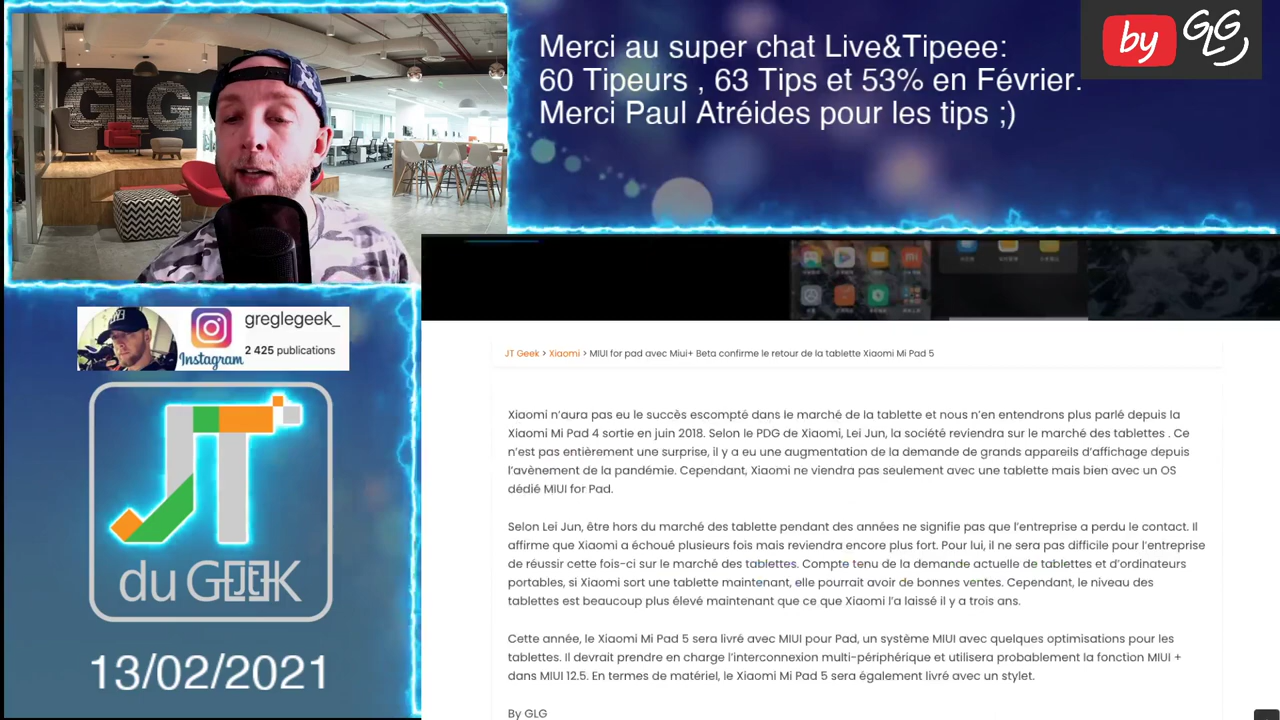 GLG
Merci au super chat Live&Tipeee:
60 Tipeurs , 63 Tips et 53% en Février.
Merci Paul Atréides pour les tips ;)
by GLG
greglegeek_
2 425 publications
Instagram
JT
du GEEK
13/02/2021
JT Geek > Xiaomi > MIUI for pad avec Miui+ Beta confirme le retour de la tablette Xiaomi Mi Pad 5
Xiaomi n’aura pas eu le succès escompté dans le marché de la tablette et nous n’en entendrons plus parlé depuis la
Xiaomi Mi Pad 4 sortie en juin 2018. Selon le PDG de Xiaomi, Lei Jun, la société reviendra sur le marché des tablettes . Ce
n’est pas entièrement une surprise, il y a eu une augmentation de la demande de grands appareils d’affichage depuis
l’avènement de la pandémie. Cependant, Xiaomi ne viendra pas seulement avec une tablette mais bien avec un OS
dédié MIUI for Pad.
Selon Lei Jun, être hors du marché des tablette pendant des années ne signifie pas que l’entreprise a perdu le contact. Il
affirme que Xiaomi a échoué plusieurs fois mais reviendra encore plus fort. Pour lui, il ne sera pas difficile pour l’entreprise
de réussir cette fois-ci sur le marché des tablettes. Compte tenu de la demande actuelle de tablettes et d’ordinateurs
portables, si Xiaomi sort une tablette maintenant, elle pourrait avoir de bonnes ventes. Cependant, le niveau des
tablettes est beaucoup plus élevé maintenant que ce que Xiaomi l’a laissé il y a trois ans.
Cette année, le Xiaomi Mi Pad 5 sera livré avec MIUI pour Pad, un système MIUI avec quelques optimisations pour les
tablettes. Il devrait prendre en charge l’interconnexion multi-périphérique et utilisera probablement la fonction MIUI +
dans MIUI 12.5. En termes de matériel, le Xiaomi Mi Pad 5 sera également livré avec un stylet.
By GLG